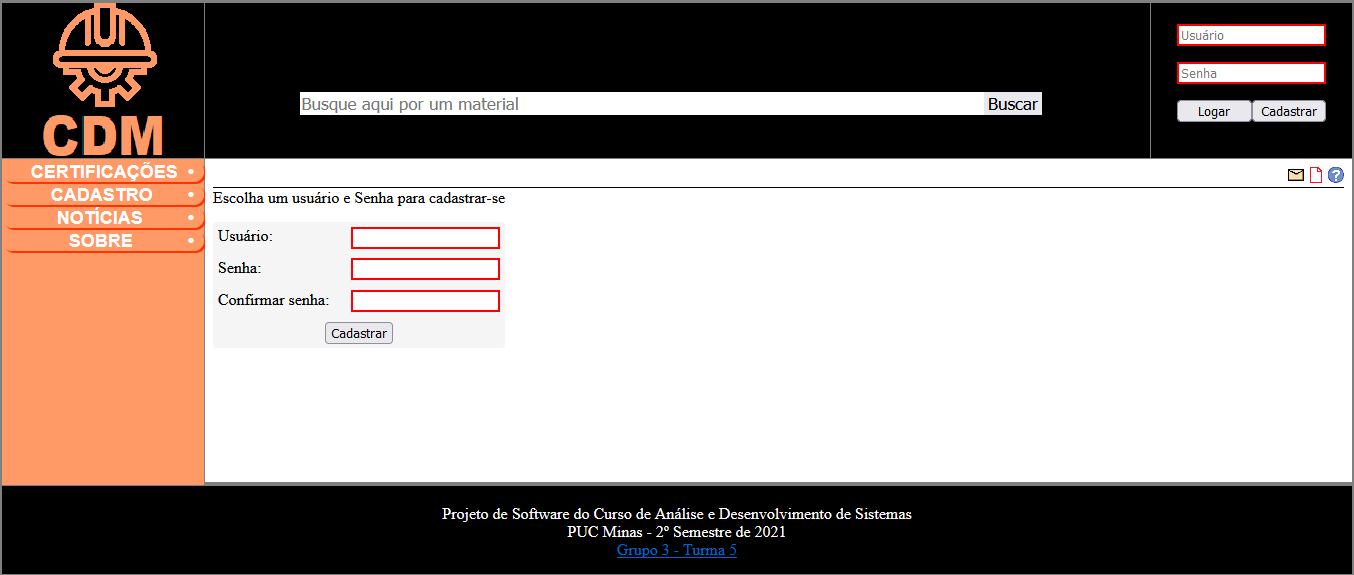 CDM
Busque aqui por um material
Buscar
Usuário
Senha
Logar
Cadastrar
CERTIFICAÇÕES •
CADASTRO •
NOTÍCIAS •
SOBRE •
?
Escolha um usuário e Senha para cadastrar-se
Usuário:
Senha:
Confirmar senha:
Cadastrar
Projeto de Software do Curso de Análise e Desenvolvimento de Sistemas
PUC Minas - 2º Semestre de 2021
Grupo 3 - Turma 5